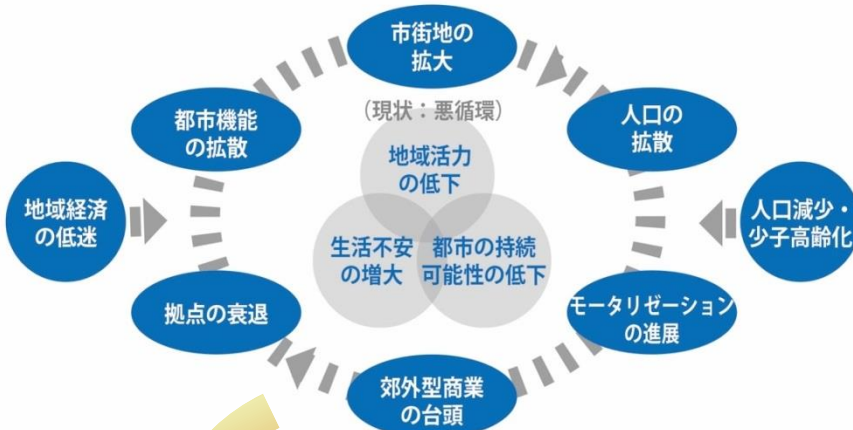 市街地の
拡大
(現状:悪循環)
都市機能
の拡散
人口の
拡散
地域活力
の低下
地域経済
の低迷
人口減少・
少子高齢化
生活不安
の増大
都市の持続
可能性の低下
拠点の衰退
モータリゼーション
の進展
郊外型商業
の台頭